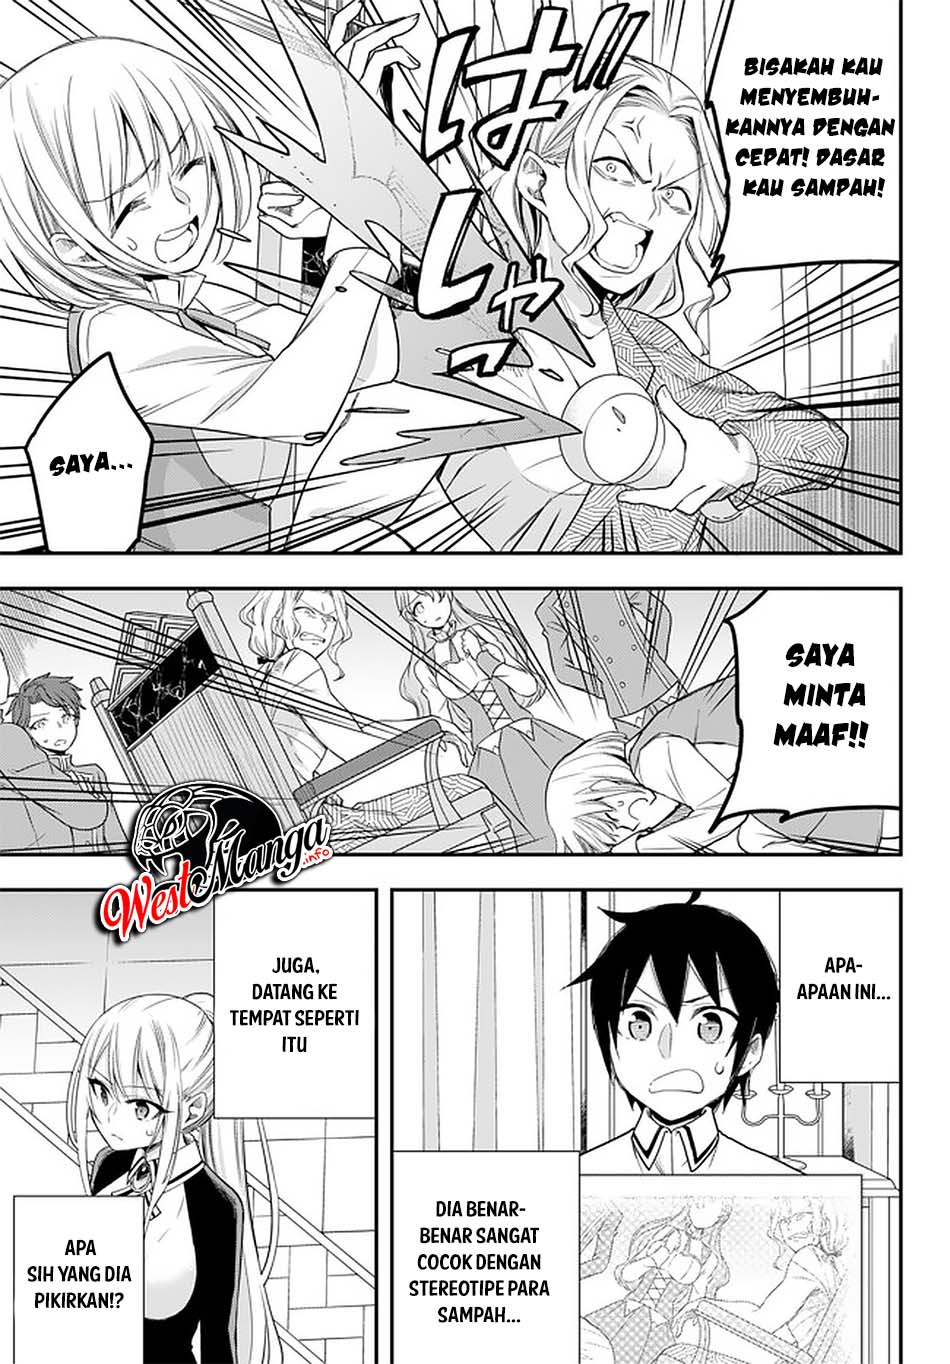 BISAKAH KAU
MENYEMBUH-
KANNYA DENGAN
CEPAT! DASAR
KAU SAMPAH!
ばしゃっ!!
SAYA...
SAYA
MINTA
MAAF!!
WestManga
.info
APA-
APAAN INI...
DIA BENAR-
BENAR SANGAT
COCOK DENGAN
STEREOTIPE PARA
SAMPAH...
JUGA,
DATANG KE
TEMPAT SEPERTI
ITU
APA
SIH YANG DIA
PIKIRKAN!?